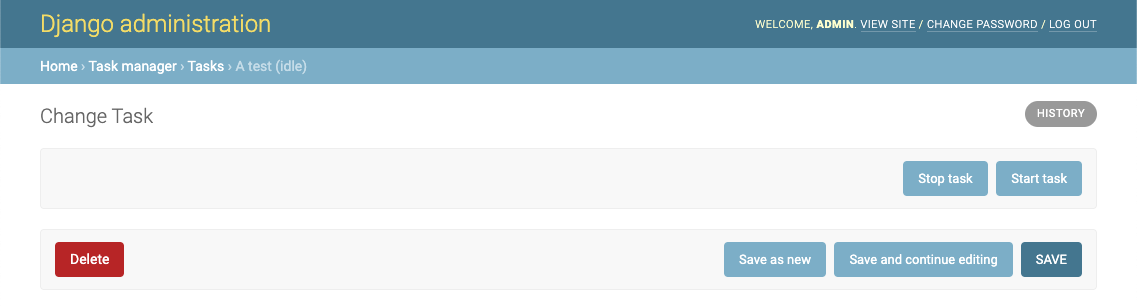 Django administration
WELCOME, ADMIN. VIEW SITE / CHANGE PASSWORD / LOG OUT
Home › Task manager › Tasks › A test (idle)
Change Task
HISTORY
Stop task Start task
Delete Save as new Save and continue editing SAVE